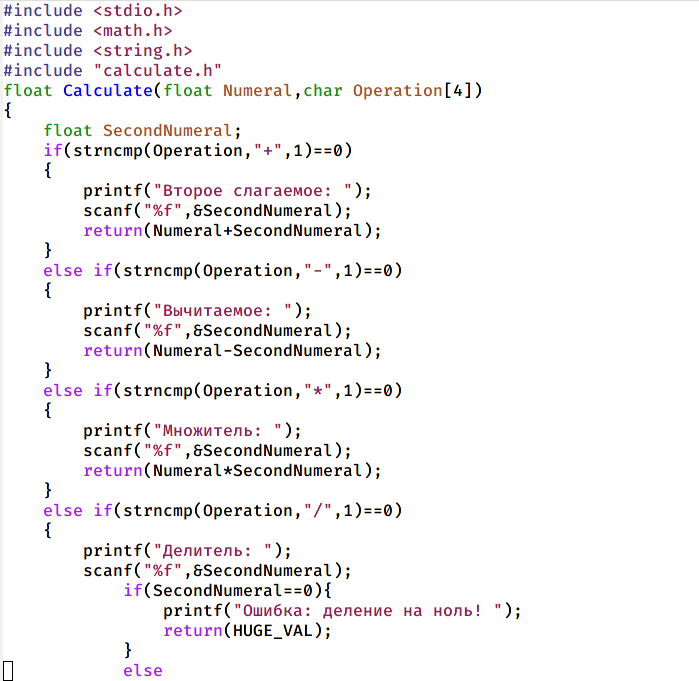 #include <stdio.h>
#include <math.h>
#include <string.h>
#include "calculate.h"
float Calculate(float Numeral,char Operation[4])
{
    float SecondNumeral;
    if(strncmp(Operation,"+",1)==0)
    {
        printf("Второе слагаемое: ");
        scanf("%f",&SecondNumeral);
        return(Numeral+SecondNumeral);
    }
    else if(strncmp(Operation,"-",1)==0)
    {
        printf("Вычитаемое: ");
        scanf("%f",&SecondNumeral);
        return(Numeral-SecondNumeral);
    }
    else if(strncmp(Operation,"*",1)==0)
    {
        printf("Множитель: ");
        scanf("%f",&SecondNumeral);
        return(Numeral*SecondNumeral);
    }
    else if(strncmp(Operation,"/",1)==0)
    {
        printf("Делитель: ");
        scanf("%f",&SecondNumeral);
            if(SecondNumeral==0){
                printf("Ошибка: деление на ноль! ");
                return(HUGE_VAL);
            }
            else